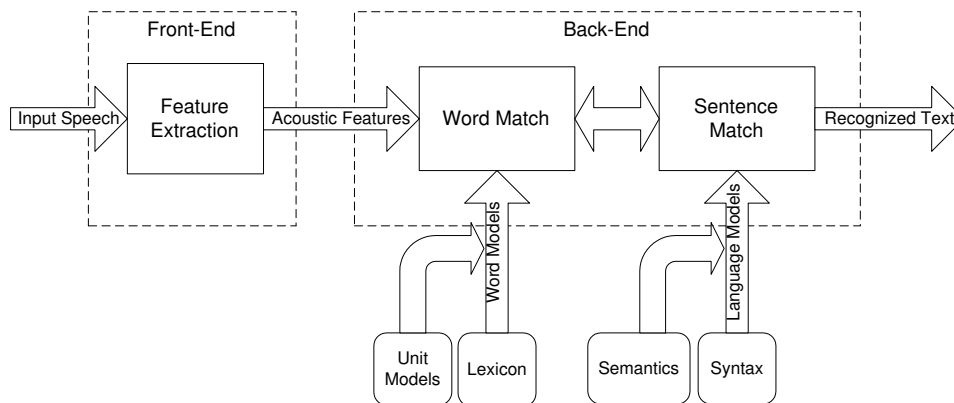 Front-End
Back-End
Input Speech
Feature
Extraction
Acoustic Features
Word Match
Sentence
Match
Recognized Text
Word Models
Language Models
Unit
Models
Lexicon
Semantics
Syntax